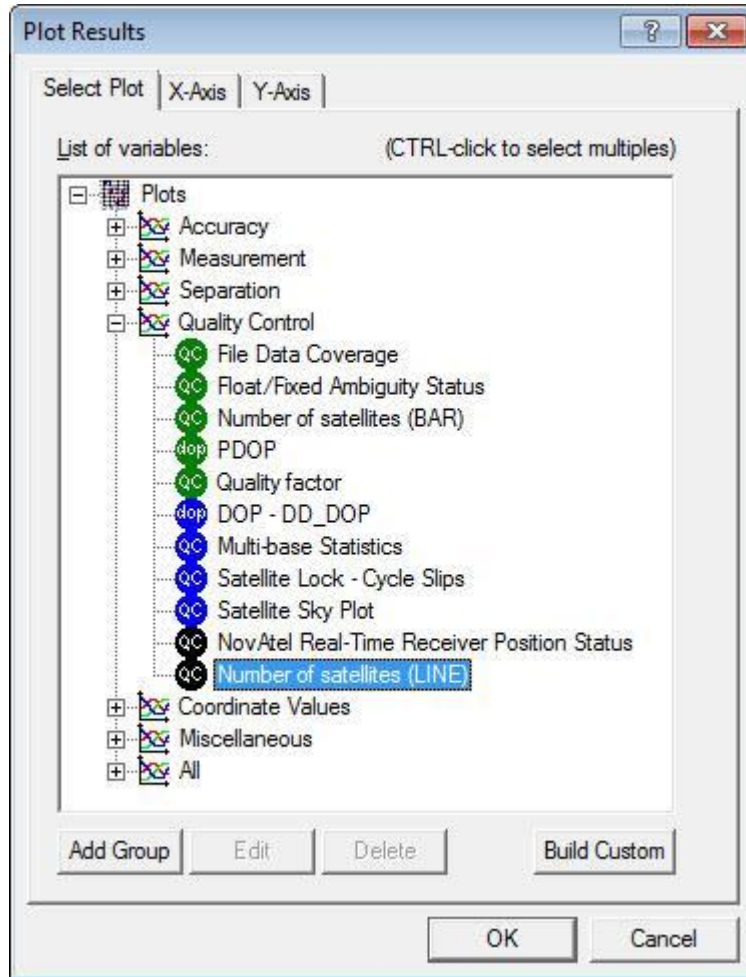 Plot Results
Select Plot X-Axis Y-Axis
List of variables: (CTRL-click to select multiples)
Plots
Accuracy
Measurement
Separation
Quality Control
QC File Data Coverage
QC Float/Fixed Ambiguity Status
QC Number of satellites (BAR)
dop PDOP
QC Quality factor
dop DOP - DD_DOP
QC Multi-base Statistics
QC Satellite Lock - Cycle Slips
QC Satellite Sky Plot
QC NovAtel Real-Time Receiver Position Status
QC Number of satellites (LINE)
Coordinate Values
Miscellaneous
All
Add Group Edit Delete Build Custom
OK Cancel